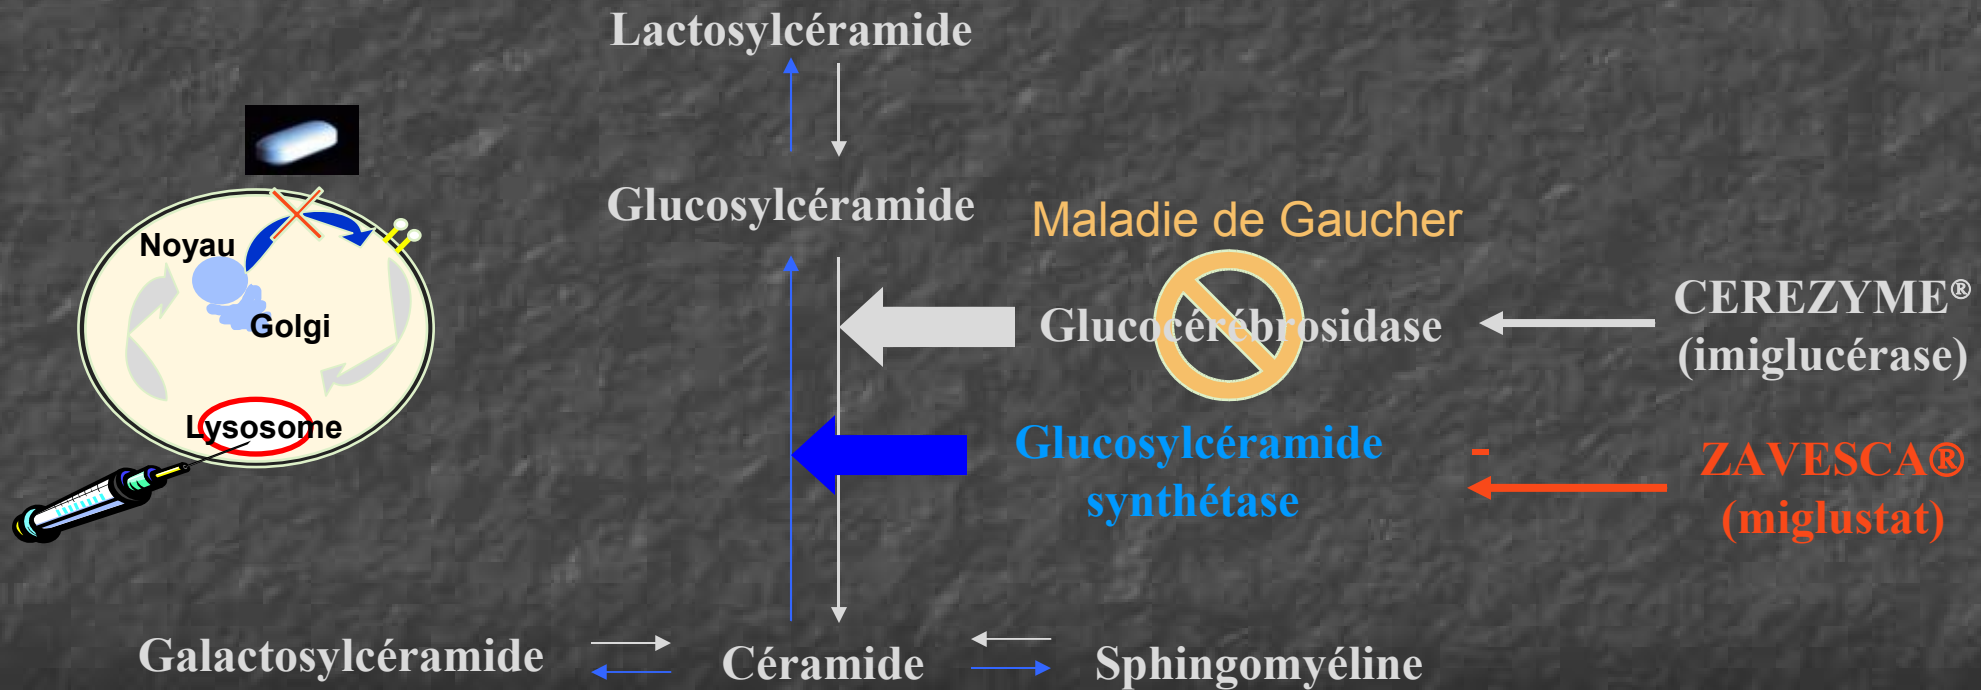 Lactosylcéramide
Glucosylcéramide
Maladie de Gaucher
Noyau
Golgi
Lysosome
Glucocérébrosidase
CEREZYME®
(imiglucérase)
Glucosylcéramide
synthétase
-
ZAVESCA®
(miglustat)
Galactosylcéramide
Céramide
Sphingomyéline